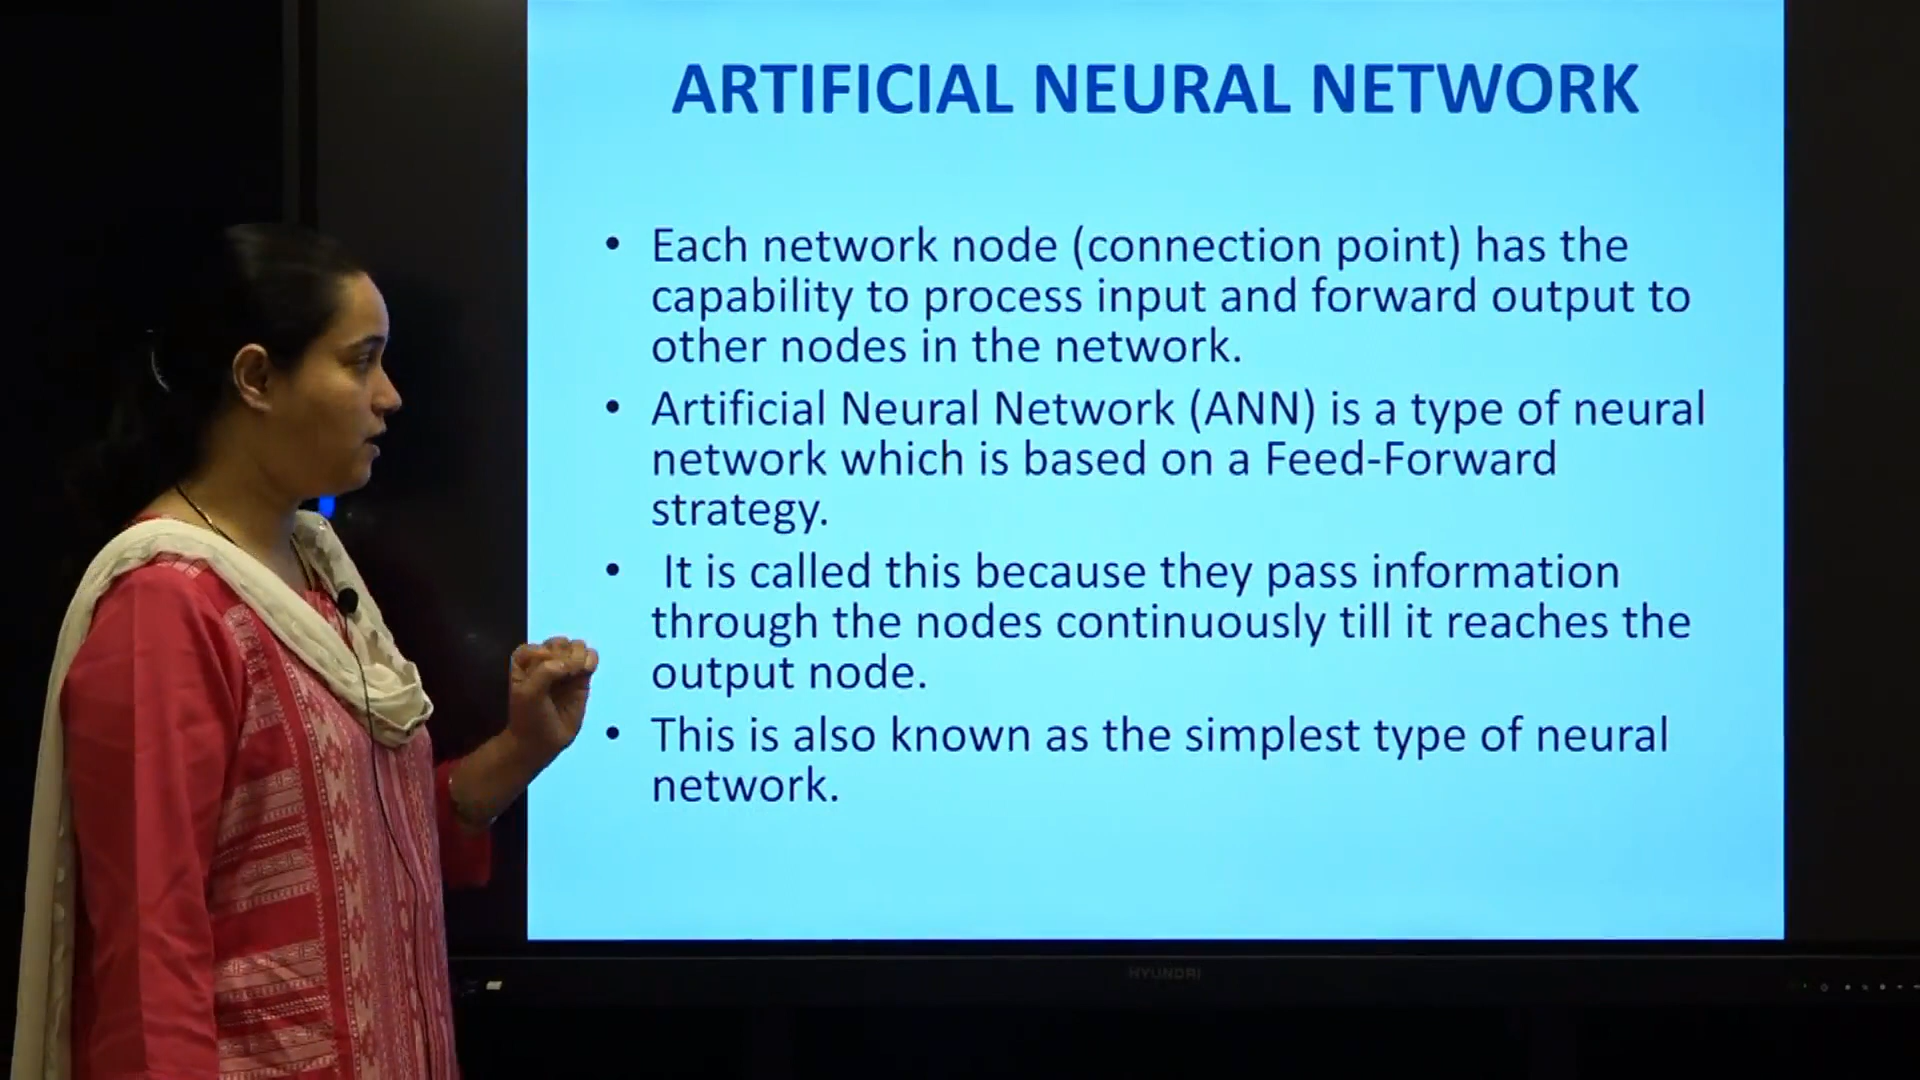 ARTIFICIAL NEURAL NETWORK
• Each network node (connection point) has the
capability to process input and forward output to
other nodes in the network.
• Artificial Neural Network (ANN) is a type of neural
network which is based on a Feed-Forward
strategy.
• It is called this because they pass information
through the nodes continuously till it reaches the
output node.
• This is also known as the simplest type of neural
network.
HYUNDAI